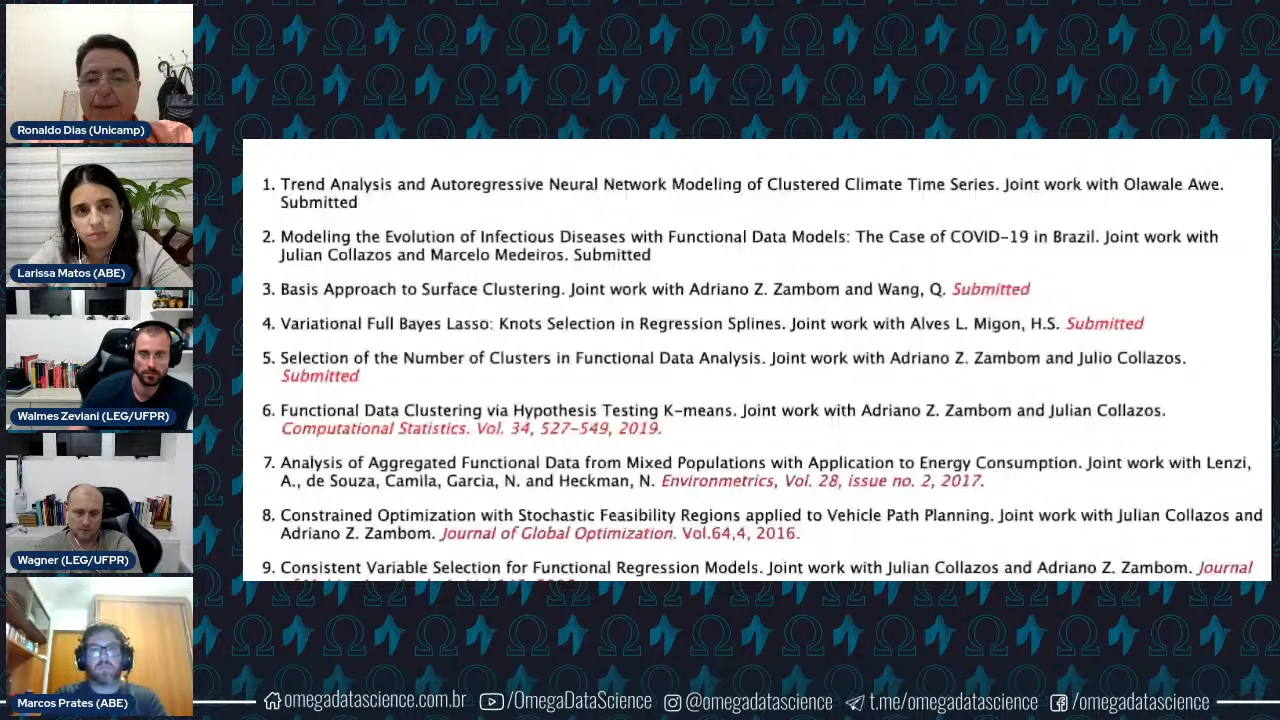 Ronaldo Dias (Unicamp)
Larissa Matos (ABE)
Walmes Zeviani (LEG/UFPR)
Wagner (LEG/UFPR)
Marcos Prates (ABE)
1. Trend Analysis and Autoregressive Neural Network Modeling of Clustered Climate Time Series. Joint work with Olawale Awe.
Submitted
2. Modeling the Evolution of Infectious Diseases with Functional Data Models: The Case of COVID-19 in Brazil. Joint work with
Julian Collazos and Marcelo Medeiros. Submitted
3. Basis Approach to Surface Clustering. Joint work with Adriano Z. Zambom and Wang, Q. Submitted
4. Variational Full Bayes Lasso: Knots Selection in Regression Splines. Joint work with Alves L. Migon, H.S. Submitted
5. Selection of the Number of Clusters in Functional Data Analysis. Joint work with Adriano Z. Zambom and Julio Collazos.
Submitted
6. Functional Data Clustering via Hypothesis Testing K-means. Joint work with Adriano Z. Zambom and Julian Collazos.
Computational Statistics. Vol. 34, 527-549, 2019.
7. Analysis of Aggregated Functional Data from Mixed Populations with Application to Energy Consumption. Joint work with Lenzi,
A., de Souza, Camila, Garcia, N. and Heckman, N. Environmetrics, Vol. 28, issue no. 2, 2017.
8. Constrained Optimization with Stochastic Feasibility Regions applied to Vehicle Path Planning. Joint work with Julian Collazos and
Adriano Z. Zambom. Journal of Global Optimization. Vol.64,4, 2016.
9. Consistent Variable Selection for Functional Regression Models. Joint work with Julian Collazos and Adriano Z. Zambom. Journal
omegadatascience.com.br /OmegaDataScience @omegadatascience t.me/omegadatascience /omegadatascience